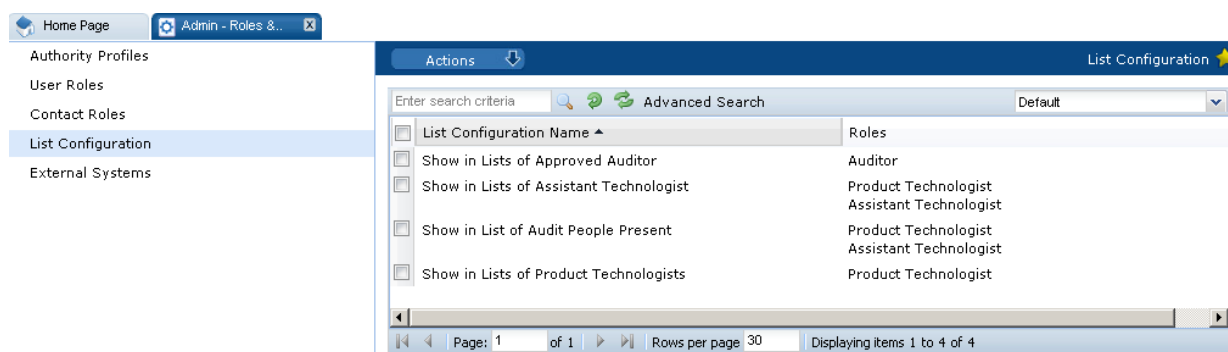 Home Page
Admin - Roles &..
Authority Profiles
User Roles
Contact Roles
List Configuration
External Systems
Actions
List Configuration
Enter search criteria
Advanced Search
Default
List Configuration Name
Roles
Show in Lists of Approved Auditor
Auditor
Show in Lists of Assistant Technologist
Product Technologist
Assistant Technologist
Show in List of Audit People Present
Product Technologist
Assistant Technologist
Show in Lists of Product Technologists
Product Technologist
Page: 1 of 1
Rows per page 30
Displaying items 1 to 4 of 4